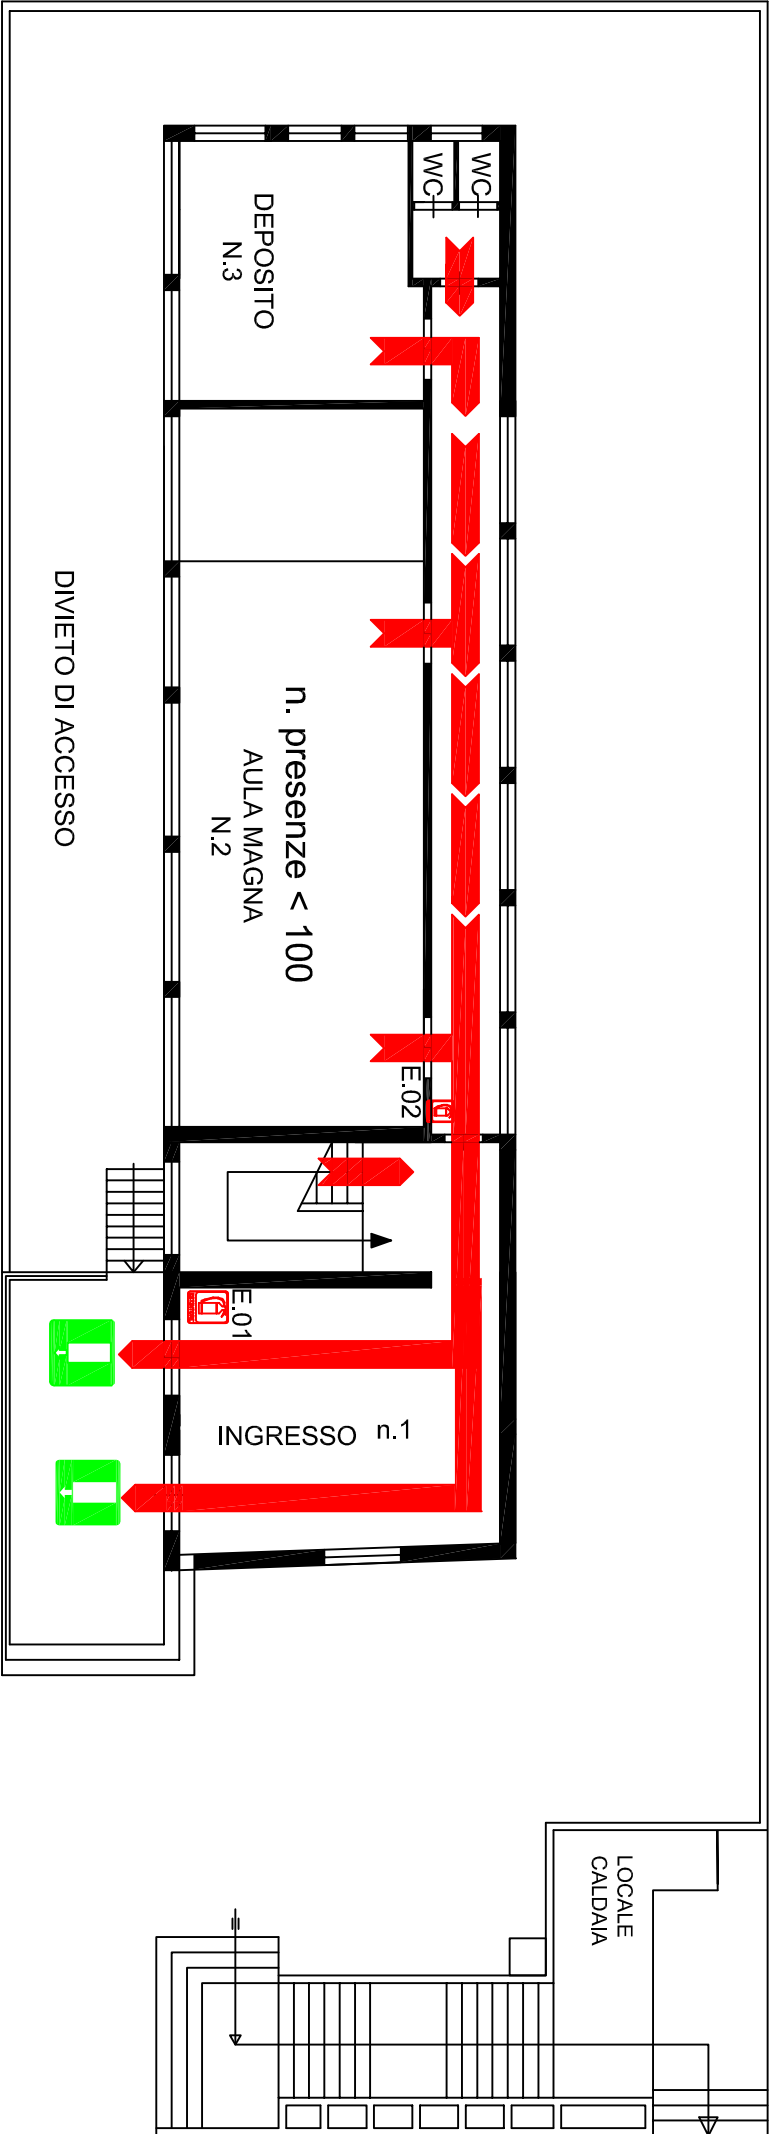 WC
WC
DEPOSITO
N.3
DIVIETO DI ACCESSO
n. presenze < 100
AULA MAGNA
N.2
E.02
E.01
INGRESSO n.1
LOCALE
CALDAIA